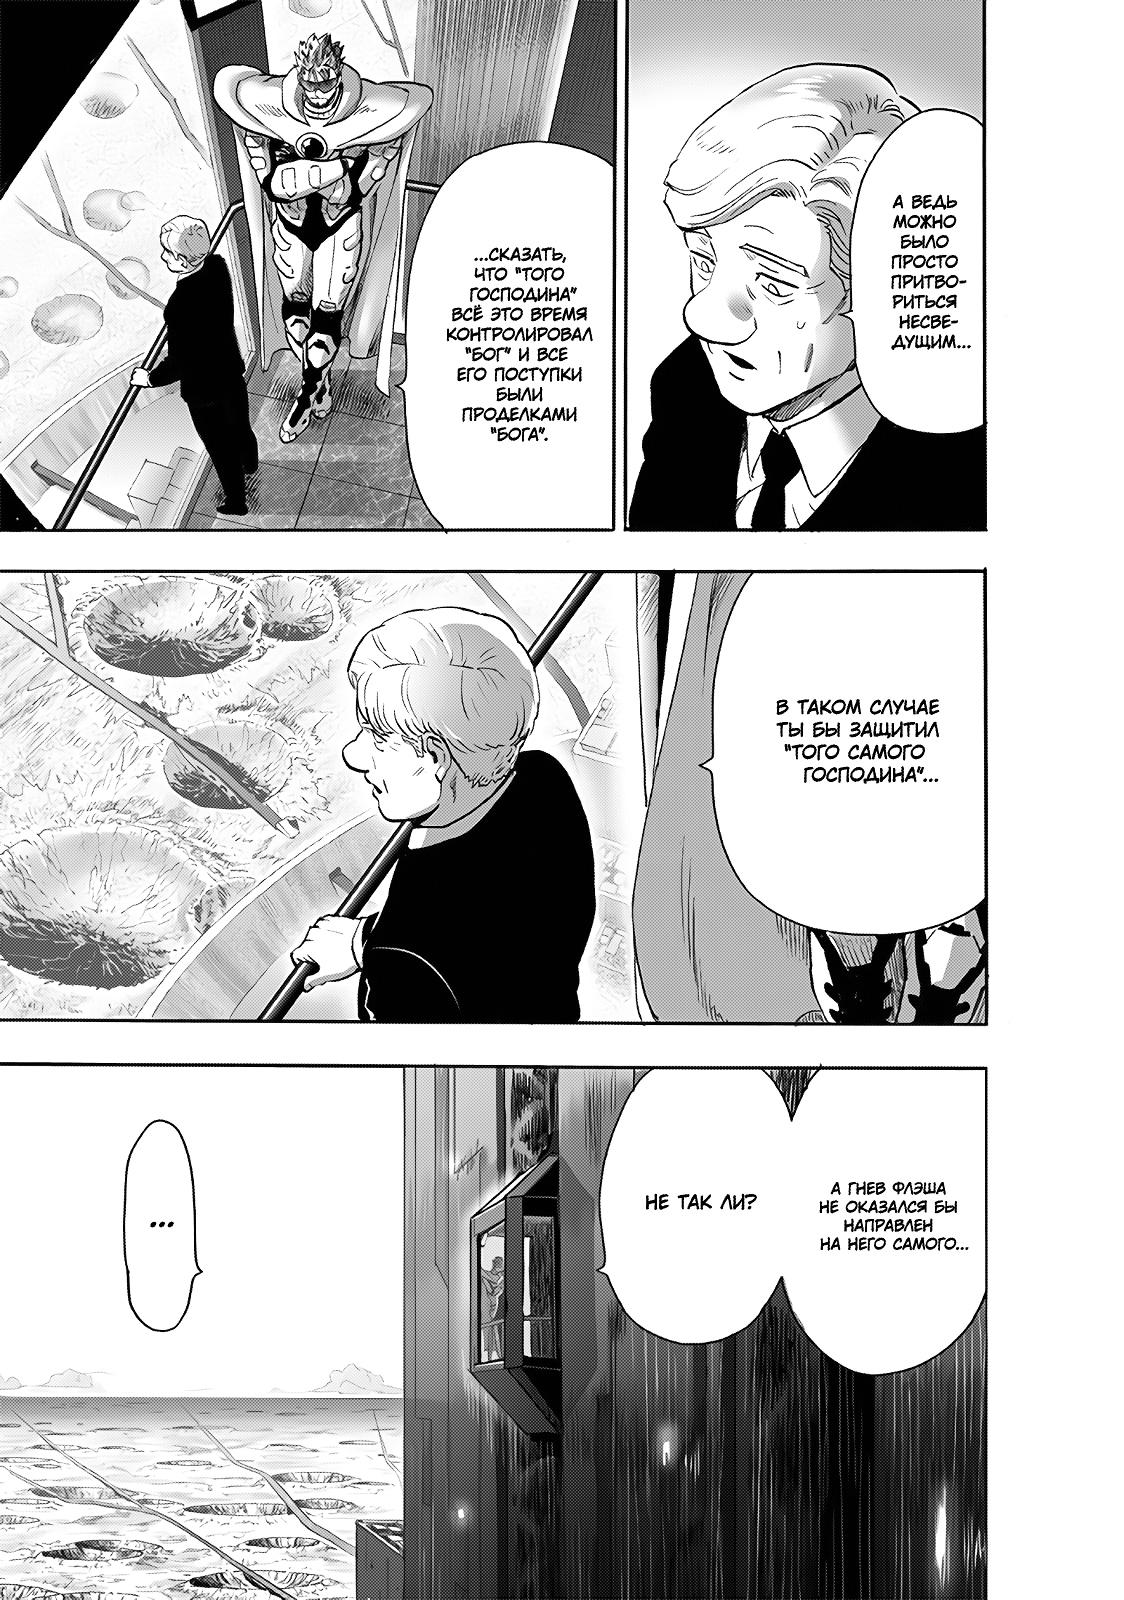 А ВЕДЬ
МОЖНО
БЫЛО
ПРОСТО
ПРИТВО-
РИТЬСЯ
НЕСВЕ-
ДУЩИМ...
...СКАЗАТЬ,
ЧТО "ТОГО
ГОСПОДИНА"
ВСЁ ЭТО ВРЕМЯ
КОНТРОЛИРОВАЛ
"БОГ" И ВСЕ
ЕГО ПОСТУПКИ
БЫЛИ
ПРОДЕЛКАМИ
"БОГА".
В ТАКОМ СЛУЧАЕ
ТЫ БЫ ЗАЩИТИЛ
"ТОГО САМОГО
ГОСПОДИНА"...
А ГНЕВ ФЛЭША
НЕ ОКАЗАЛСЯ БЫ
НАПРАВЛЕН
НА НЕГО САМОГО...
НЕ ТАК ЛИ?
...